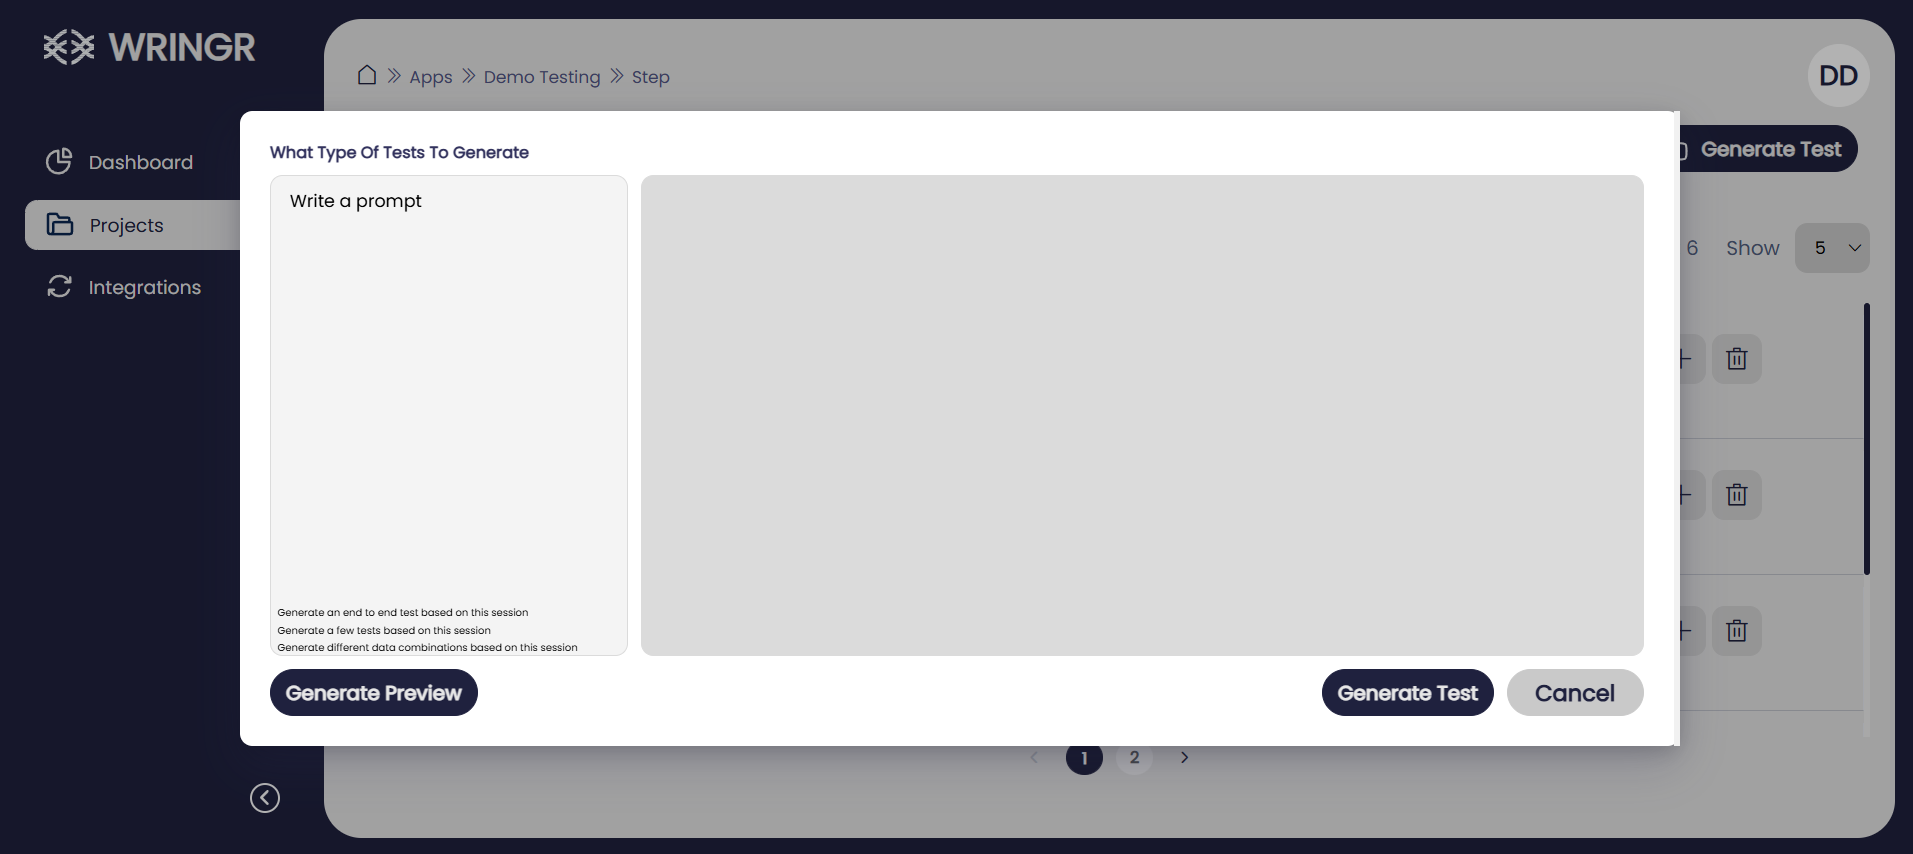 WRINGR
Apps
Demo Testing
Step
DD
Dashboard
Projects
Integrations
Generate Test
6
Show
5
What Type Of Tests To Generate
Write a prompt
Generate an end to end test based on this session
Generate a few tests based on this session
Generate different data combinations based on this session
Generate Preview
Generate Test
Cancel
1
2